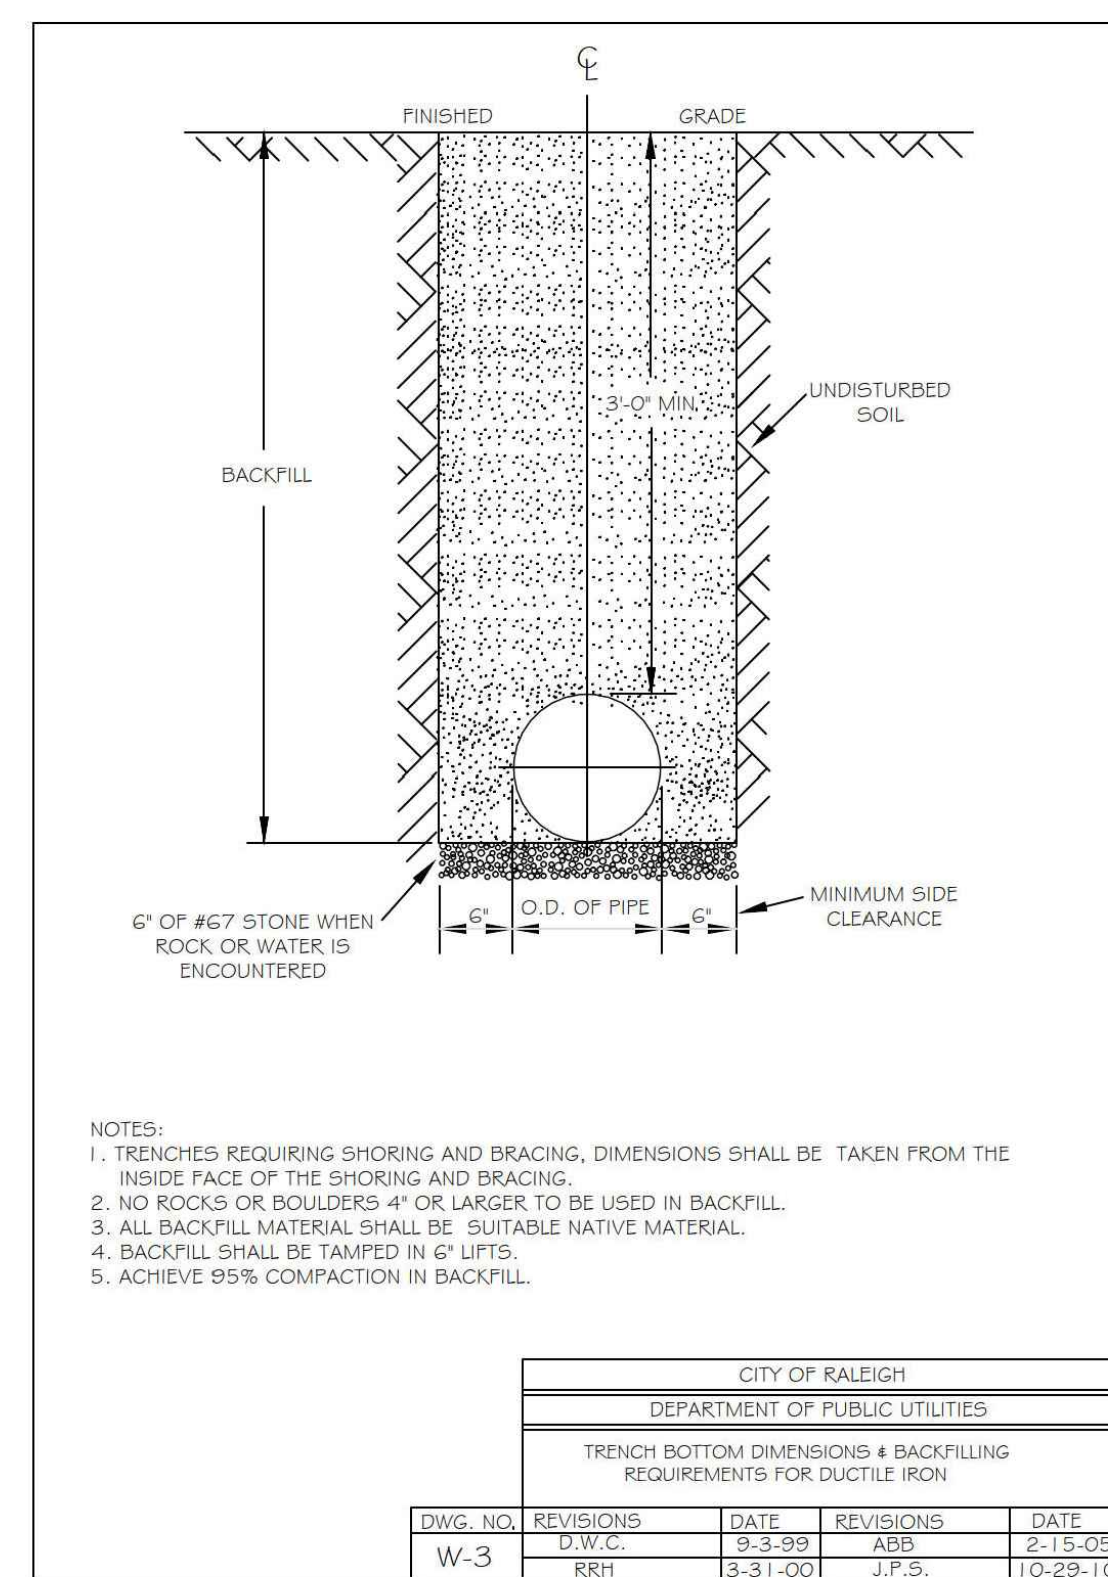 ℄
FINISHED GRADE
3'-0" MIN.
UNDISTURBED
SOIL
BACKFILL
MINIMUM SIDE
CLEARANCE
6" O.D. OF PIPE 6"
6" OF #67 STONE WHEN
ROCK OR WATER IS
ENCOUNTERED
NOTES:
1. TRENCHES REQUIRING SHORING AND BRACING, DIMENSIONS SHALL BE TAKEN FROM THE
INSIDE FACE OF THE SHORING AND BRACING.
2. NO ROCKS OR BOULDERS 4" OR LARGER TO BE USED IN BACKFILL.
3. ALL BACKFILL MATERIAL SHALL BE SUITABLE NATIVE MATERIAL.
4. BACKFILL SHALL BE TAMPED IN 6" LIFTS.
5. ACHIEVE 95% COMPACTION IN BACKFILL.
CITY OF RALEIGH
DEPARTMENT OF PUBLIC UTILITIES
TRENCH BOTTOM DIMENSIONS & BACKFILLING
REQUIREMENTS FOR DUCTILE IRON
DWG. NO. REVISIONS DATE REVISIONS DATE
W-3 D.W.C. 9-3-99 ABB 2-15-05
RRH 3-31-00 J.P.S. 10-29-10